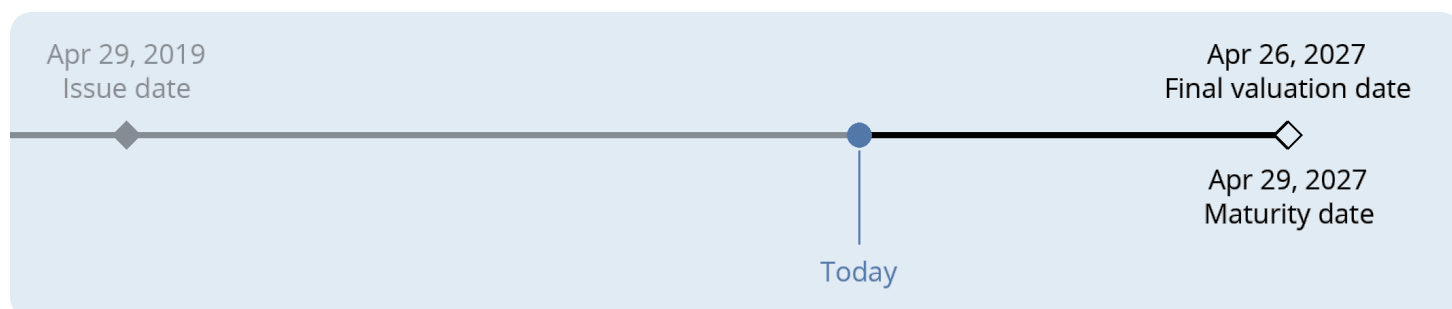 Apr 29, 2019
Issue date
Apr 26, 2027
Final valuation date
Apr 29, 2027
Maturity date
Today